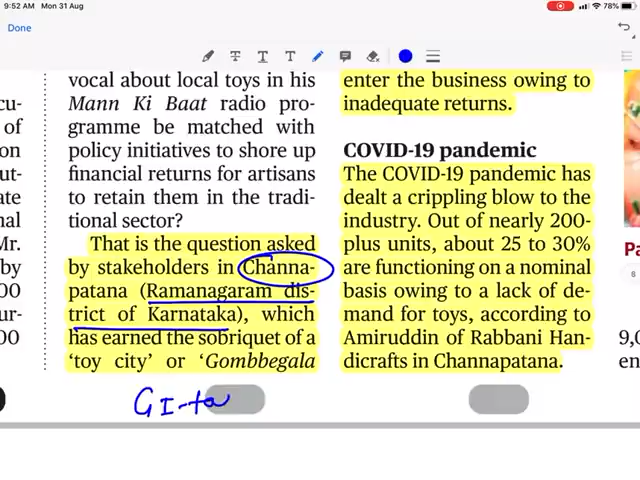 9:52 AM Mon 31 Aug
78%
Done
T T T
vocal about local toys in his
Mann Ki Baat radio pro-
gramme be matched with
policy initiatives to shore up
financial returns for artisans
to retain them in the tradi-
tional sector?
That is the question asked
by stakeholders in Channa-
patana (Ramanagaram dis-
trict of Karnataka), which
has earned the sobriquet of a
'toy city' or 'Gombbegala
GI-ta
enter the business owing to
inadequate returns.
COVID-19 pandemic
The COVID-19 pandemic has
dealt a crippling blow to the
industry. Out of nearly 200-
plus units, about 25 to 30%
are functioning on a nominal
basis owing to a lack of de-
mand for toys, according to
Amiruddin of Rabbani Han-
dicrafts in Channapatana.